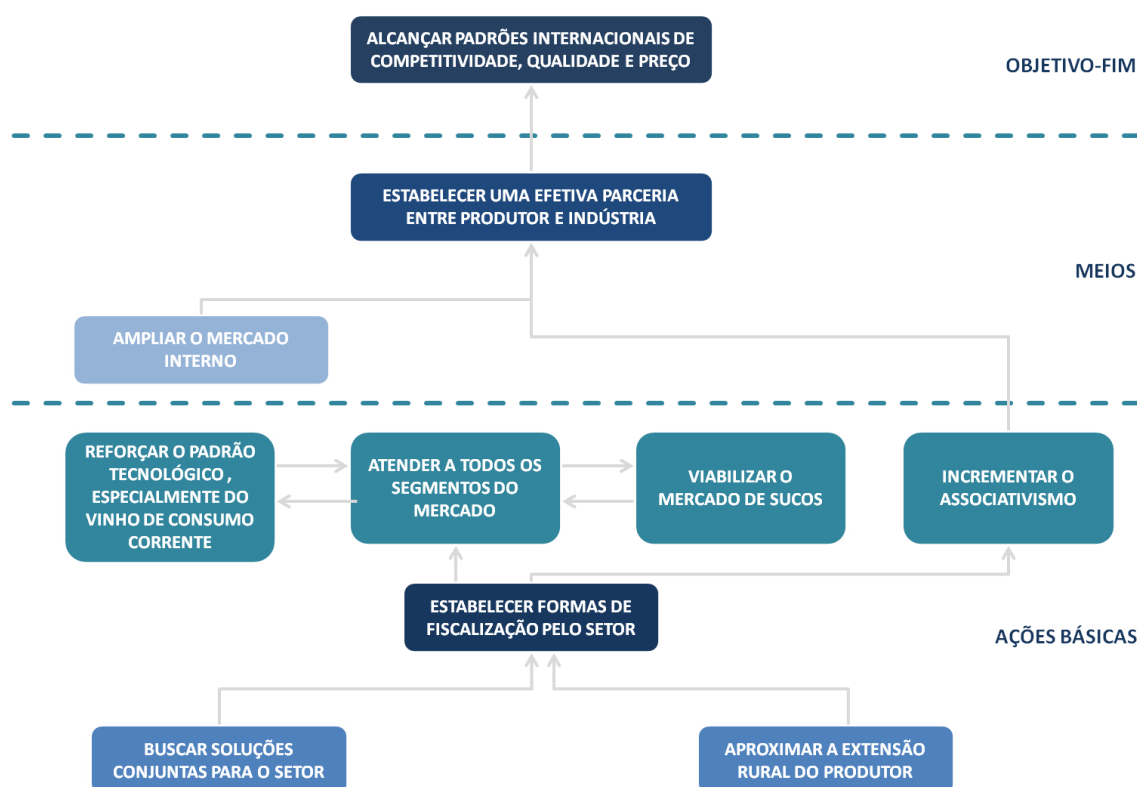 ALCANÇAR PADRÕES INTERNACIONAIS DE
COMPETITIVIDADE, QUALIDADE E PREÇO
OBJETIVO-FIM
ESTABELECER UMA EFETIVA PARCERIA
ENTRE PRODUTOR E INDÚSTRIA
MEIOS
AMPLIAR O MERCADO
INTERNO
REFORÇAR O PADRÃO
TECNOLÓGICO ,
ESPECIALMENTE DO
VINHO DE CONSUMO
CORRENTE
ATENDER A TODOS OS
SEGMENTOS DO
MERCADO
VIABILIZAR O
MERCADO DE SUCOS
INCREMENTAR O
ASSOCIATIVISMO
ESTABELECER FORMAS DE
FISCALIZAÇÃO PELO SETOR
AÇÕES BÁSICAS
BUSCAR SOLUÇÕES
CONJUNTAS PARA O SETOR
APROXIMAR A EXTENSÃO
RURAL DO PRODUTOR